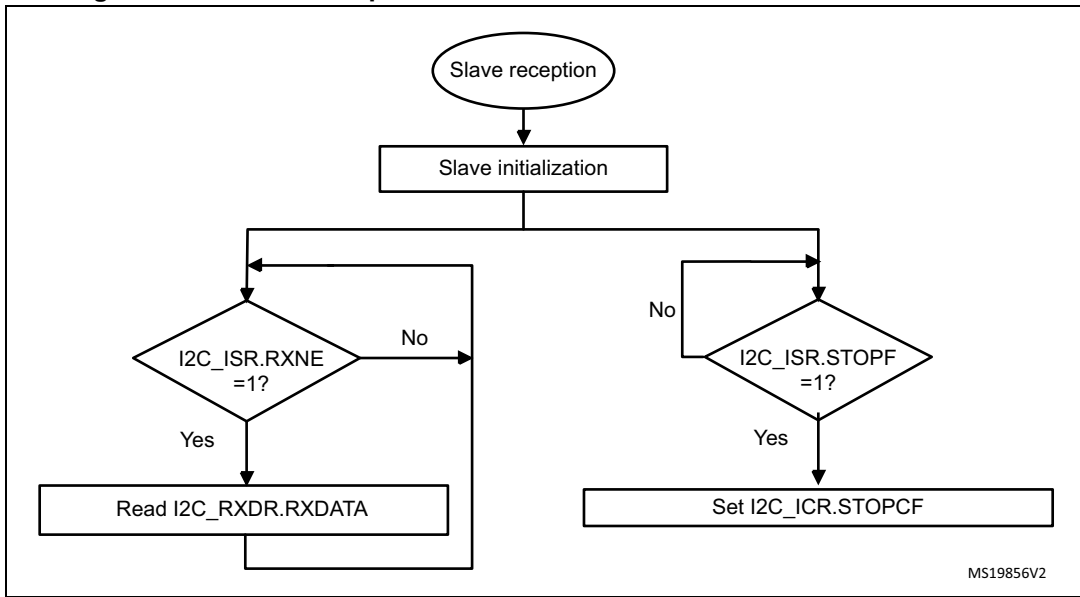 Slave reception
Slave initialization
No
No
I2C_ISR.RXNE
=1?
I2C_ISR.STOPF
=1?
Yes
Yes
Read I2C_RXDR.RXDATA
Set I2C_ICR.STOPCF
MS19856V2